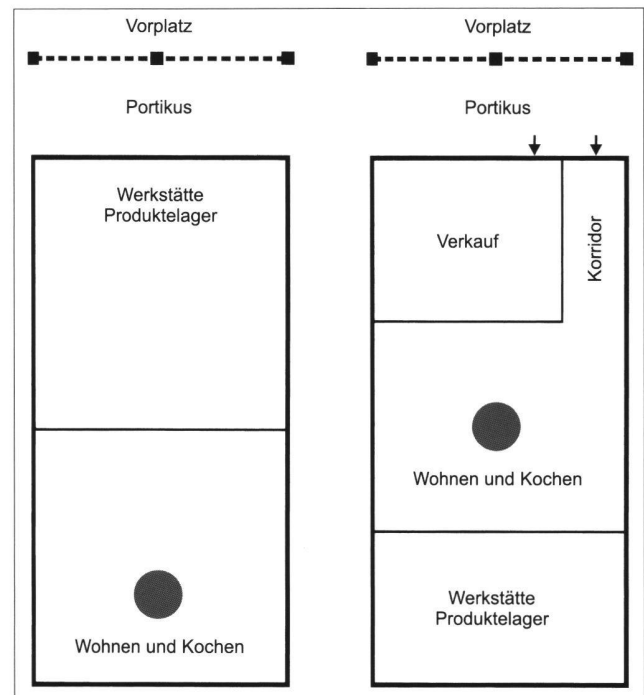 Vorplatz
Portikus
Werkstätte
Produktelager
Wohnen und Kochen
Vorplatz
Portikus
Verkauf
Korridor
Wohnen und Kochen
Werkstätte
Produktelager